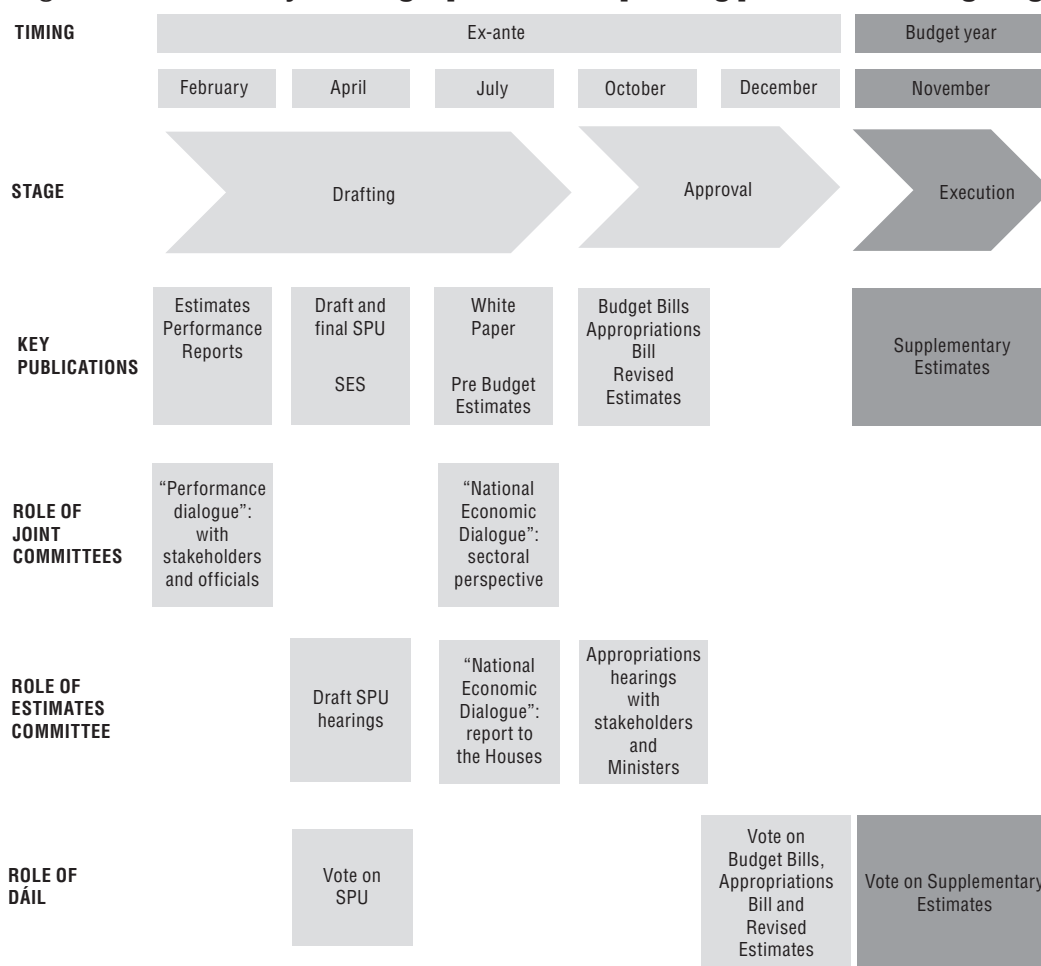 TIMING
Ex-ante
Budget year
February
April
July
October
December
November
STAGE
Drafting
Approval
Execution
KEY
PUBLICATIONS
Estimates
Performance
Reports
Draft and
final SPU
SES
White
Paper
Pre Budget
Estimates
Budget Bills
Appropriations
Bill
Revised
Estimates
Supplementary
Estimates
ROLE OF
JOINT
COMMITTEES
“Performance
dialogue”:
with
stakeholders
and officials
“National
Economic
Dialogue”:
sectoral
perspective
ROLE OF
ESTIMATES
COMMITTEE
Draft SPU
hearings
“National
Economic
Dialogue”:
report to
the Houses
Appropriations
hearings
with
stakeholders
and
Ministers
ROLE OF
DÁIL
Vote on
SPU
Vote on
Budget Bills,
Appropriations
Bill and
Revised
Estimates
Vote on Supplementary
Estimates